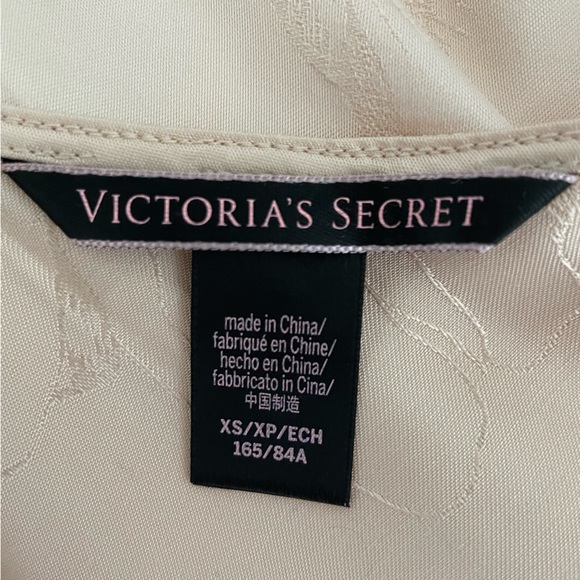 VICTORIA'S SECRET
made in China/
fabriqué en Chine/
hecho en China/
fabbricato in Cina/
中国制造
XS/XP/ECH
165/84A